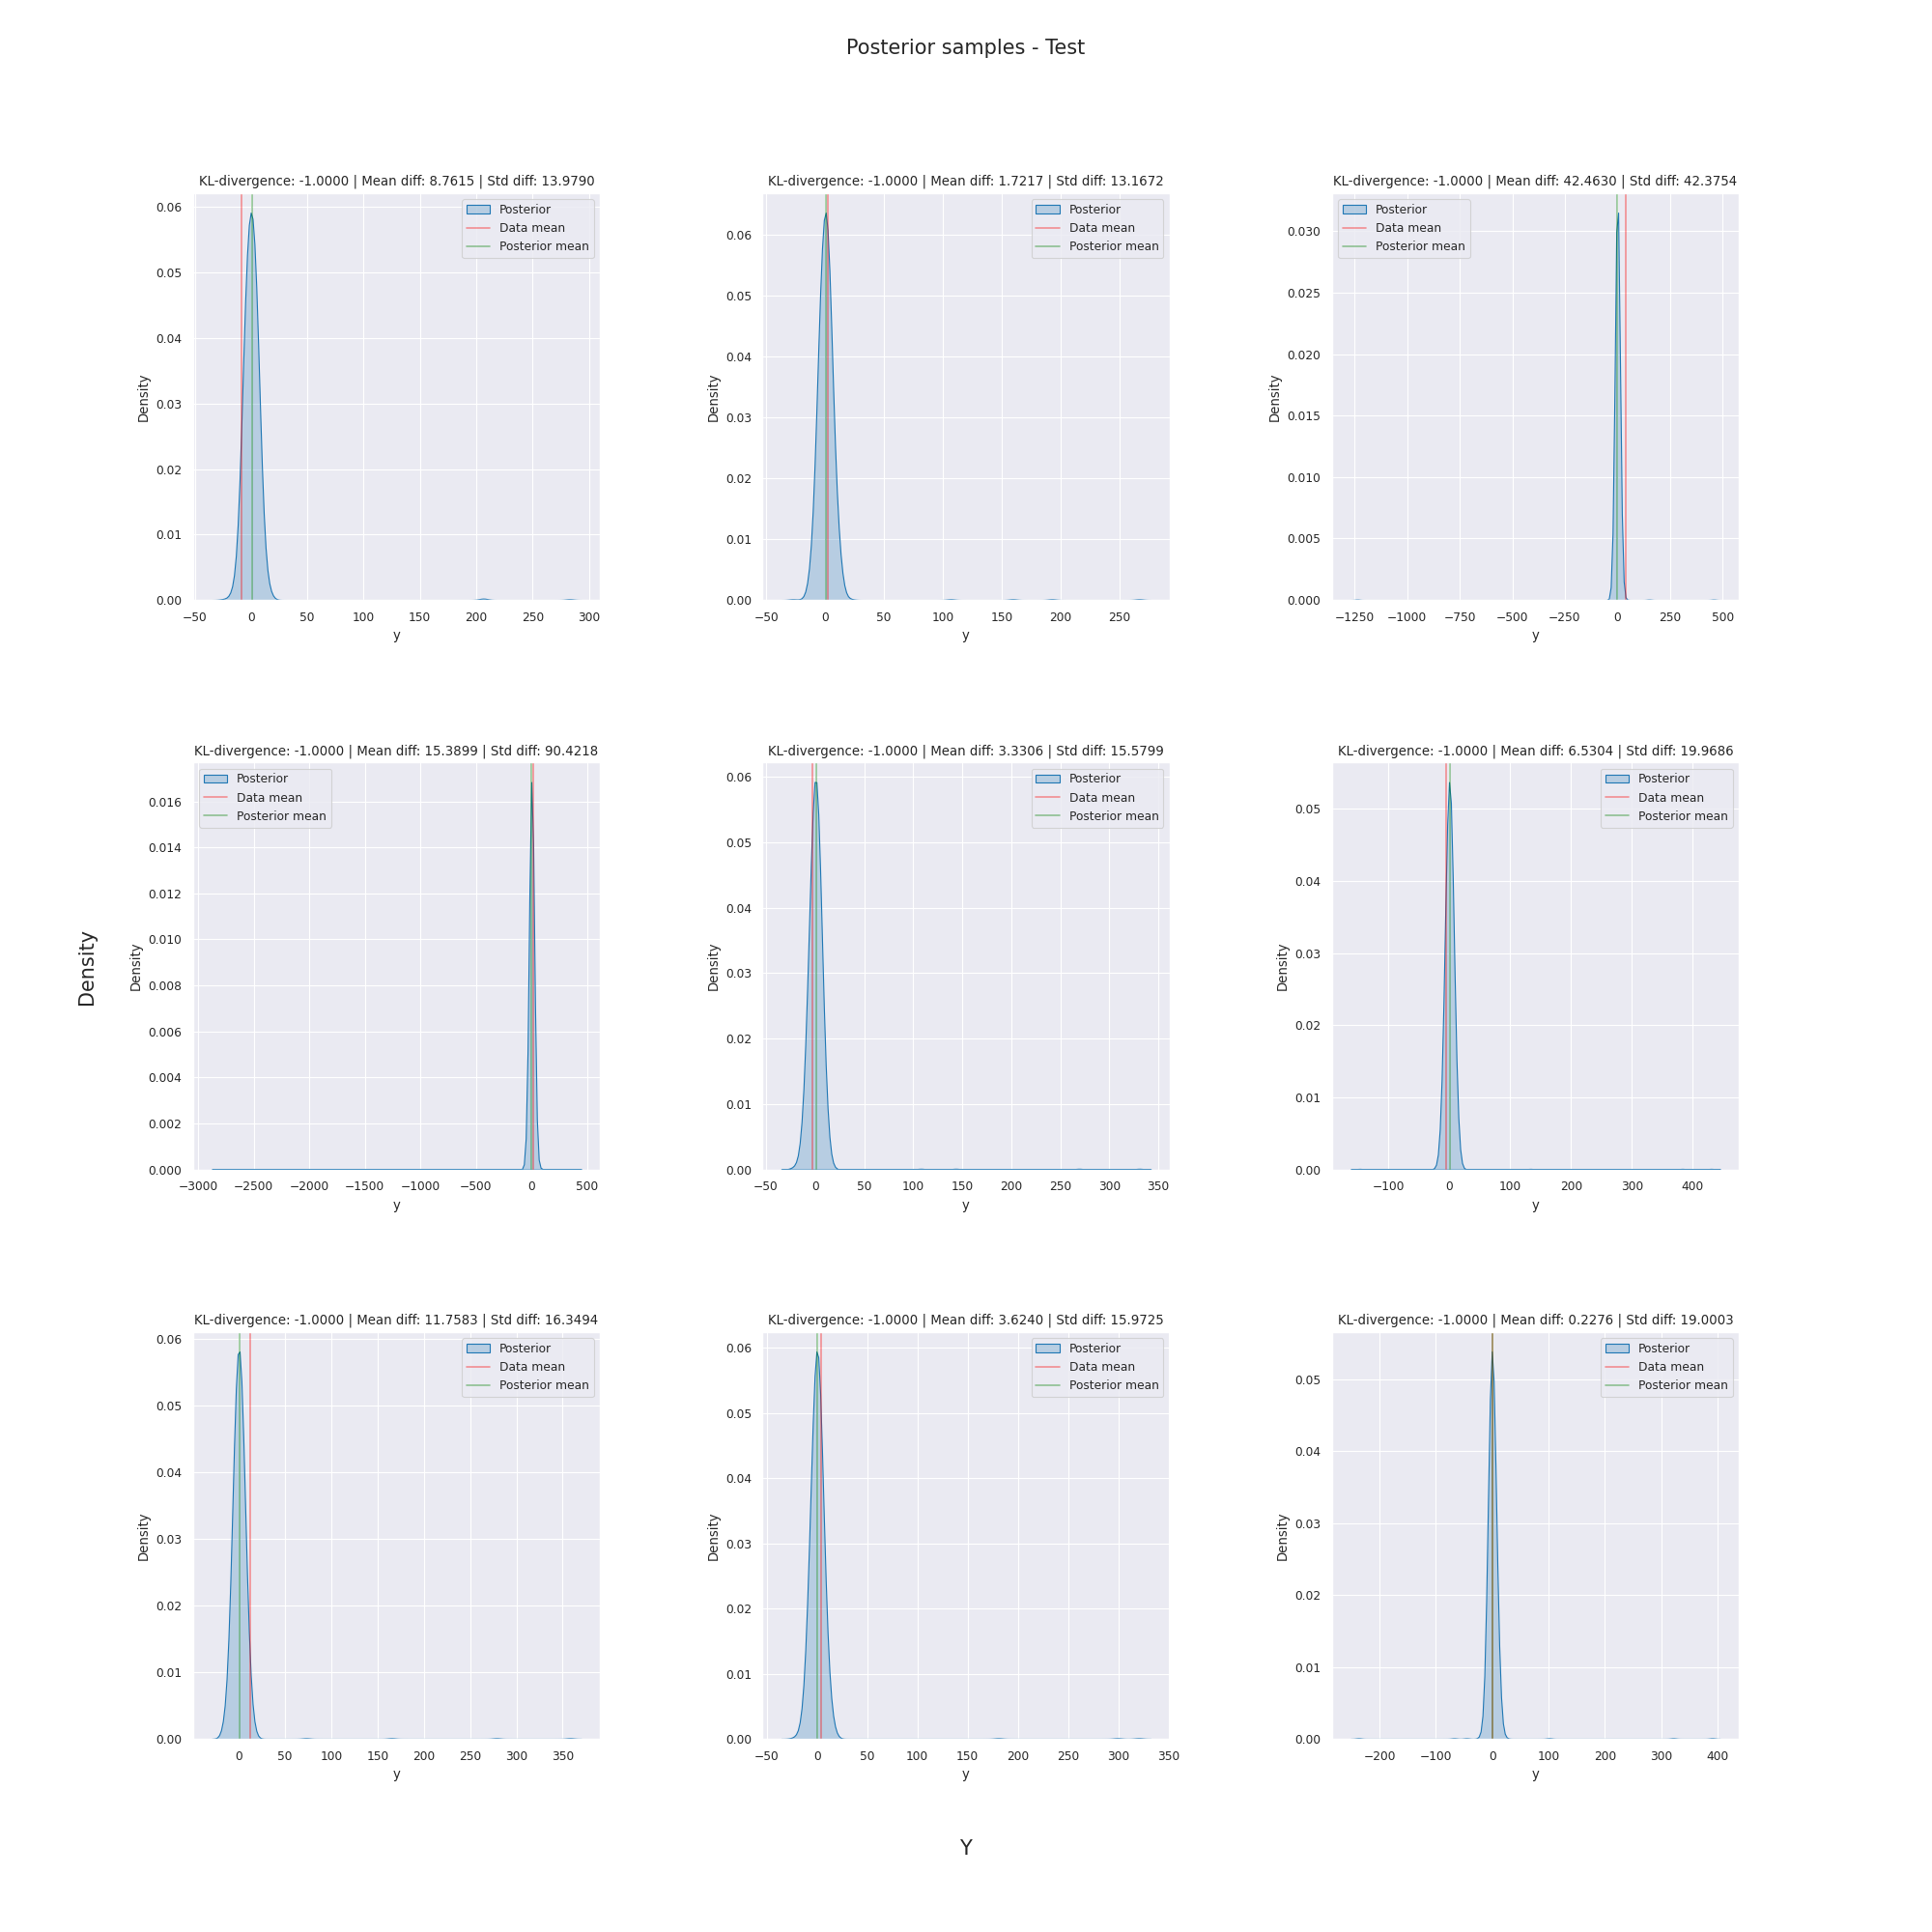 Posterior samples - Test
KL-divergence: -1.0000 | Mean diff: 8.7615 | Std diff: 13.9790
Posterior
Data mean
Posterior mean
0.06
0.05
0.04
0.03
0.02
0.01
0.00
Density
−50 0 50 100 150 200 250 300
y
KL-divergence: -1.0000 | Mean diff: 1.7217 | Std diff: 13.1672
Posterior
Data mean
Posterior mean
0.06
0.05
0.04
0.03
0.02
0.01
0.00
Density
−50 0 50 100 150 200 250
y
KL-divergence: -1.0000 | Mean diff: 42.4630 | Std diff: 42.3754
Posterior
Data mean
Posterior mean
0.030
0.025
0.020
0.015
0.010
0.005
0.000
Density
−1250 −1000 −750 −500 −250 0 250 500
y
KL-divergence: -1.0000 | Mean diff: 15.3899 | Std diff: 90.4218
Posterior
Data mean
Posterior mean
0.016
0.014
0.012
0.010
0.008
0.006
0.004
0.002
0.000
Density
Density
−3000 −2500 −2000 −1500 −1000 −500 0 500
y
KL-divergence: -1.0000 | Mean diff: 3.3306 | Std diff: 15.5799
Posterior
Data mean
Posterior mean
0.06
0.05
0.04
0.03
0.02
0.01
0.00
Density
−50 0 50 100 150 200 250 300 350
y
KL-divergence: -1.0000 | Mean diff: 6.5304 | Std diff: 19.9686
Posterior
Data mean
Posterior mean
0.05
0.04
0.03
0.02
0.01
0.00
Density
−100 0 100 200 300 400
y
KL-divergence: -1.0000 | Mean diff: 11.7583 | Std diff: 16.3494
Posterior
Data mean
Posterior mean
0.06
0.05
0.04
0.03
0.02
0.01
0.00
Density
0 50 100 150 200 250 300 350
y
KL-divergence: -1.0000 | Mean diff: 3.6240 | Std diff: 15.9725
Posterior
Data mean
Posterior mean
0.06
0.05
0.04
0.03
0.02
0.01
0.00
Density
−50 0 50 100 150 200 250 300 350
y
KL-divergence: -1.0000 | Mean diff: 0.2276 | Std diff: 19.0003
Posterior
Data mean
Posterior mean
0.05
0.04
0.03
0.02
0.01
0.00
Density
−200 −100 0 100 200 300 400
y
Y